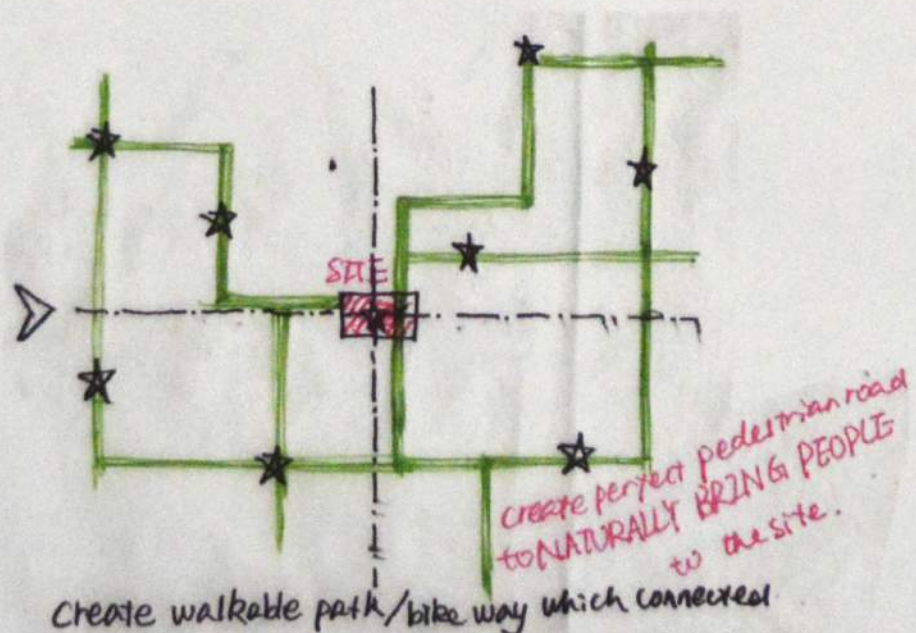 SITE
create perfect pedestrian road
to NATURALLY BRING PEOPLE
to the site.
Create walkable path/bike way which connected